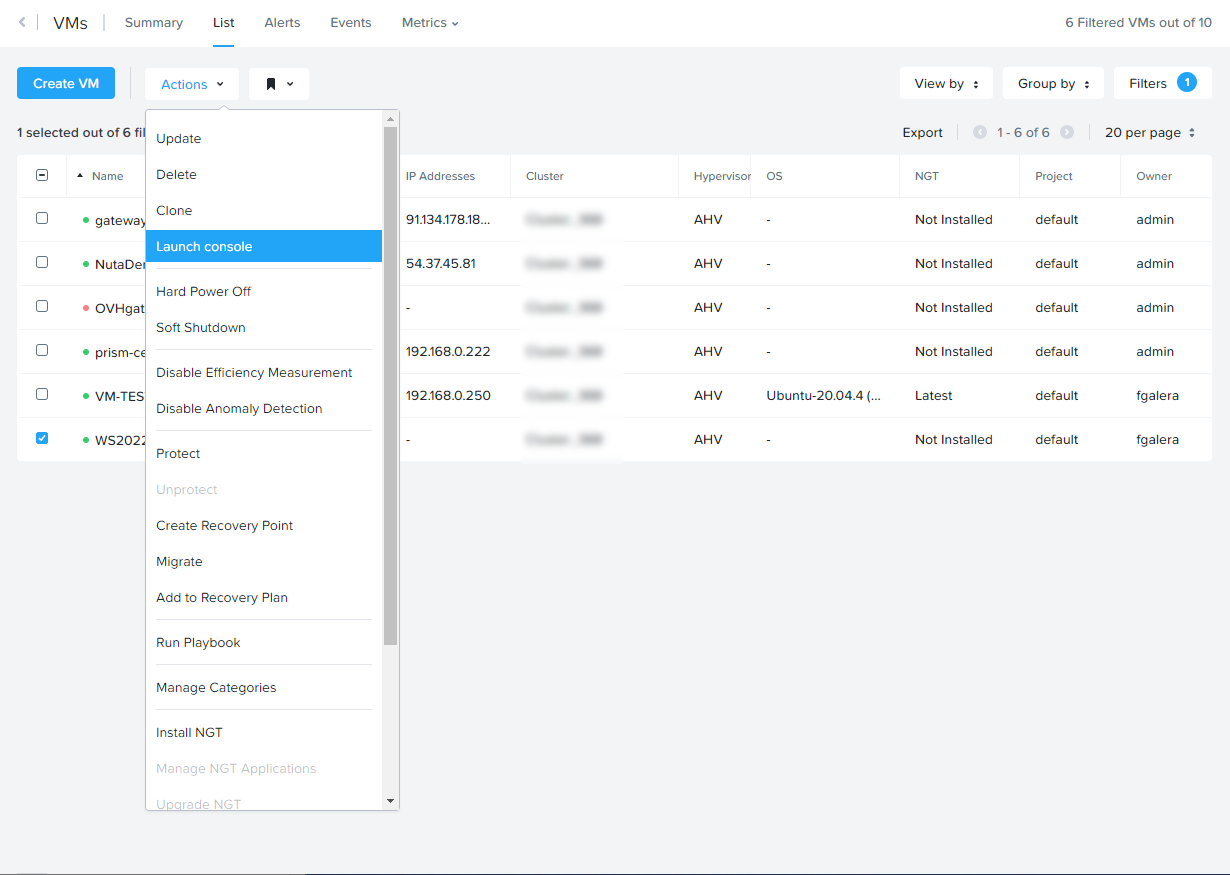 VMs Summary List Alerts Events Metrics 6 Filtered VMs out of 10
Create VM Actions View by Group by Filters 1
1 selected out of 6 fil Export 1 - 6 of 6 20 per page
Name IP Addresses Cluster Hypervisor OS NGT Project Owner
gateway 91.134.178.18... AHV - Not Installed default admin
NutaDe 54.37.45.81 AHV - Not Installed default admin
OVHgat - AHV - Not Installed default admin
prism-ce 192.168.0.222 AHV - Not Installed default admin
VM-TES 192.168.0.250 AHV Ubuntu-20.04.4 (... Latest default fgalera
WS2022 - AHV - Not Installed default fgalera
Update
Delete
Clone
Launch console
Hard Power Off
Soft Shutdown
Disable Efficiency Measurement
Disable Anomaly Detection
Protect
Unprotect
Create Recovery Point
Migrate
Add to Recovery Plan
Run Playbook
Manage Categories
Install NGT
Manage NGT Applications
Upgrade NGT